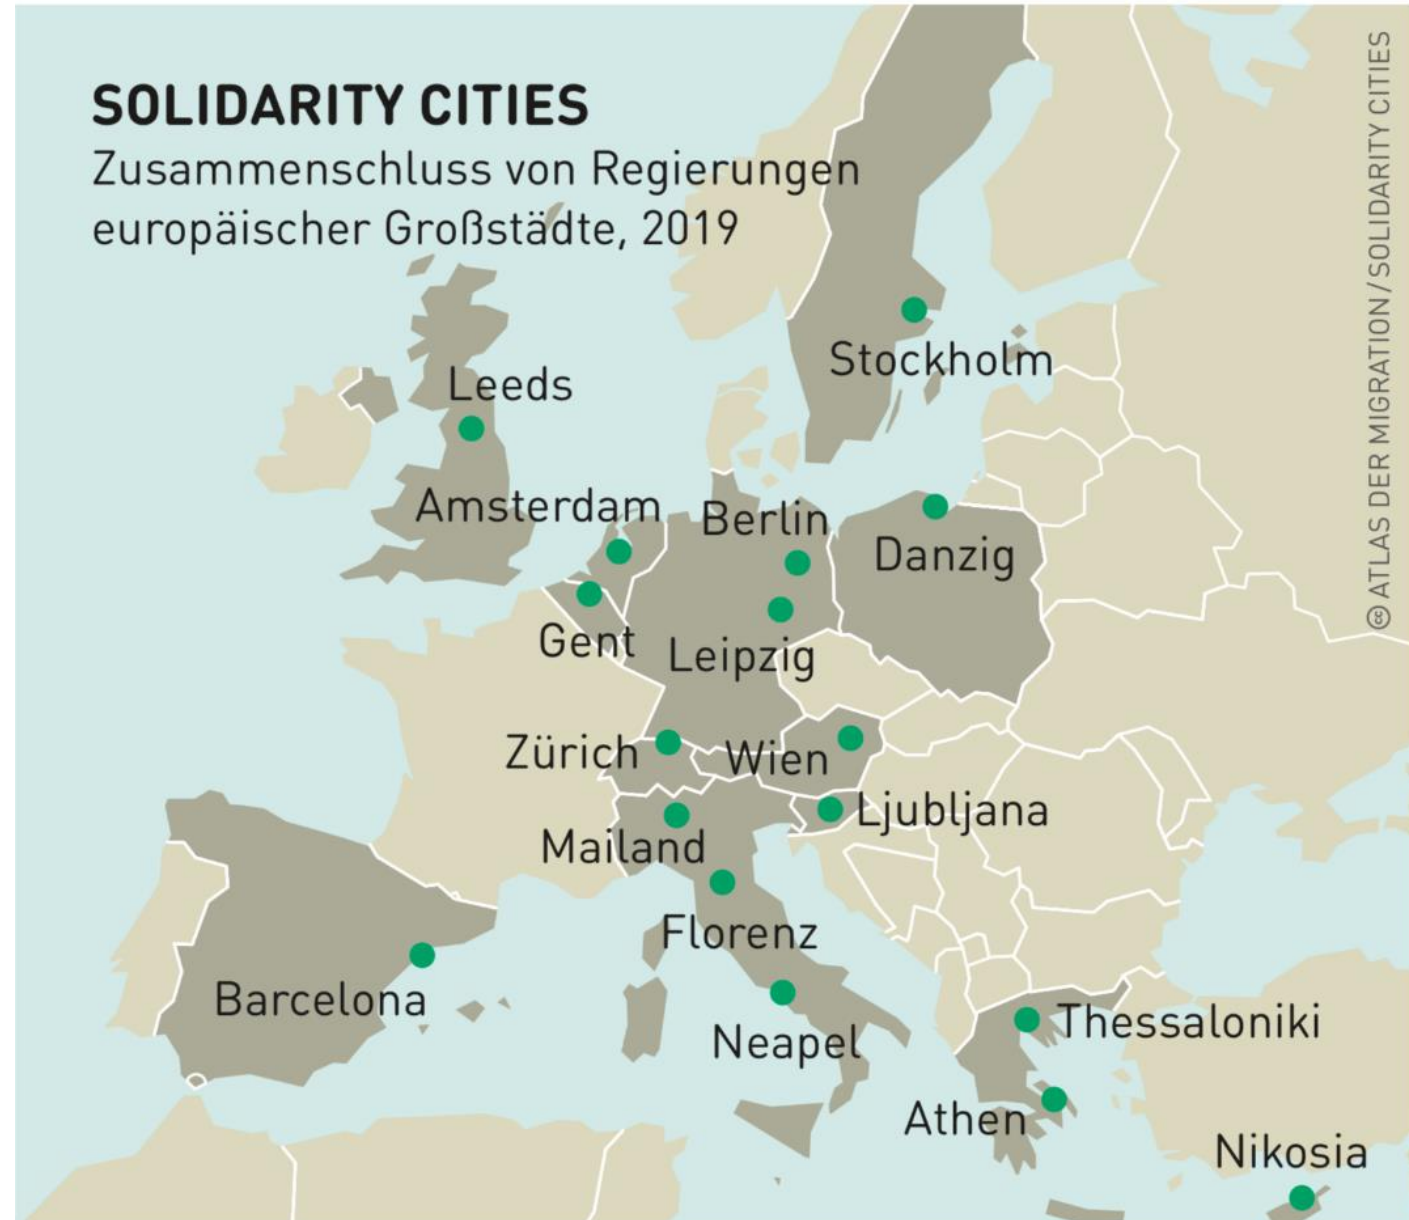 SOLIDARITY CITIES
Zusammenschluss von Regierungen
europäischer Großstädte, 2019
Stockholm
Leeds
Amsterdam
Berlin
Danzig
Gent
Leipzig
Zürich
Wien
Ljubljana
Mailand
Florenz
Barcelona
Neapel
Thessaloniki
Athen
Nikosia
🅭 ATLAS DER MIGRATION / SOLIDARITY CITIES